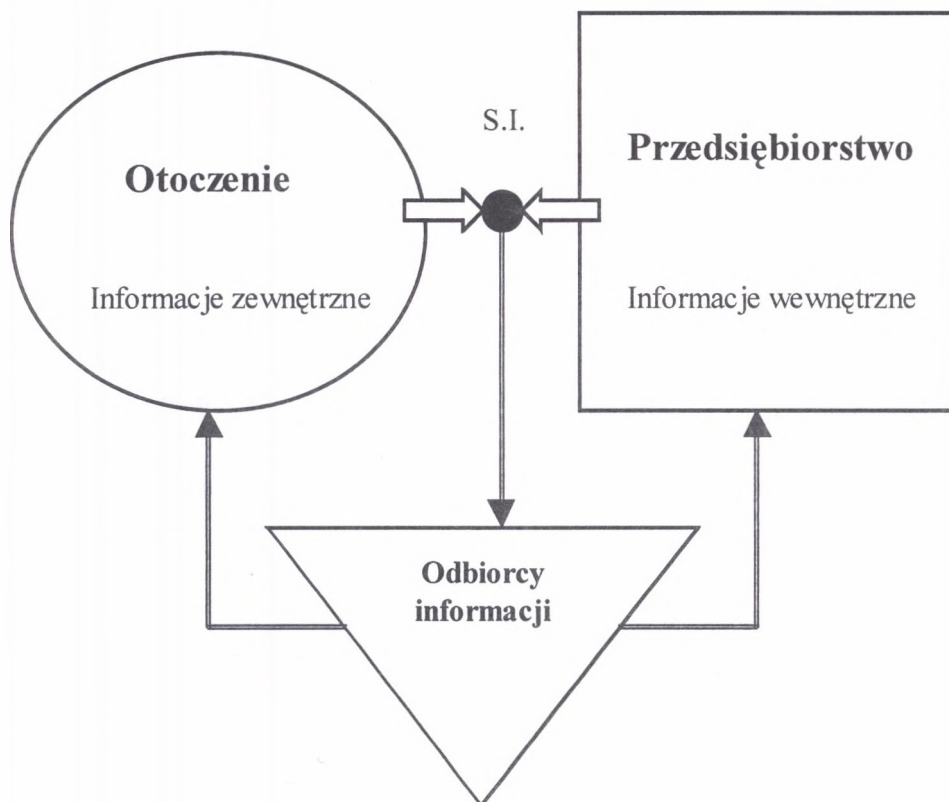 S.I.
Otoczenie
Przedsiębiorstwo
Informacje zewnętrzne
Informacje wewnętrzne
Odbiorcy
informacji